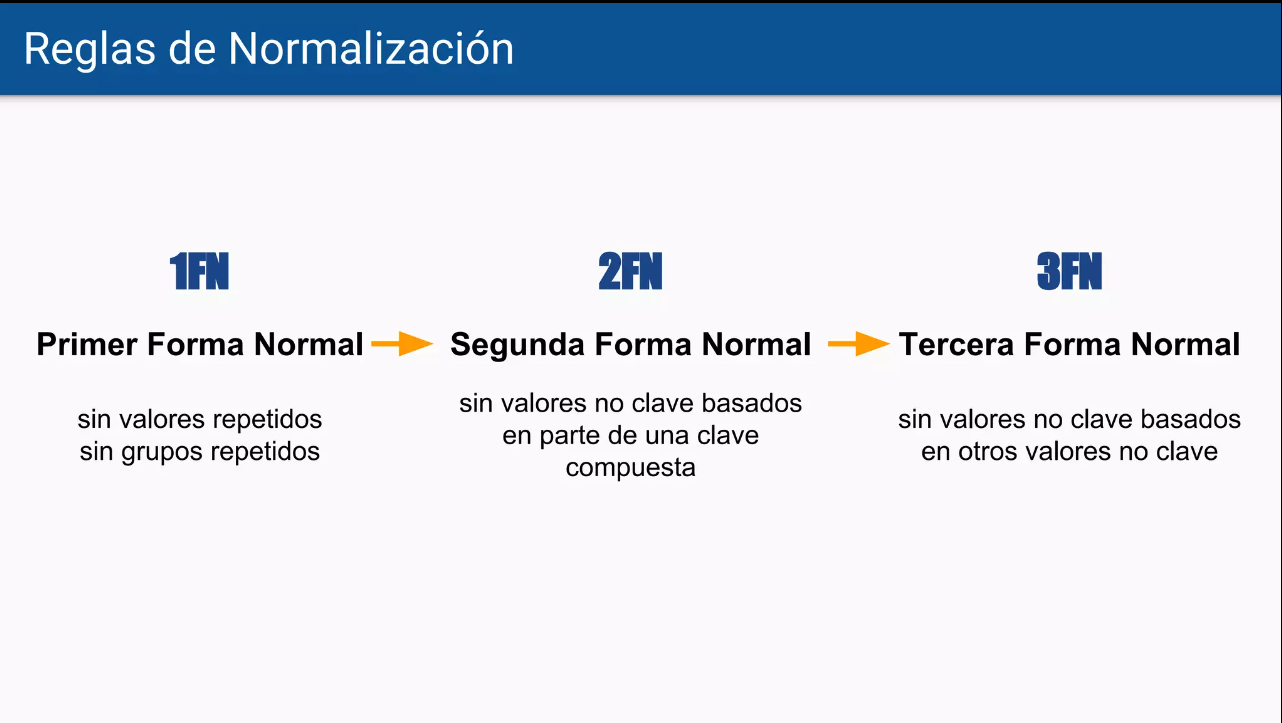 Reglas de Normalización
1FN
Primer Forma Normal
sin valores repetidos
sin grupos repetidos
2FN
Segunda Forma Normal
sin valores no clave basados
en parte de una clave
compuesta
3FN
Tercera Forma Normal
sin valores no clave basados
en otros valores no clave